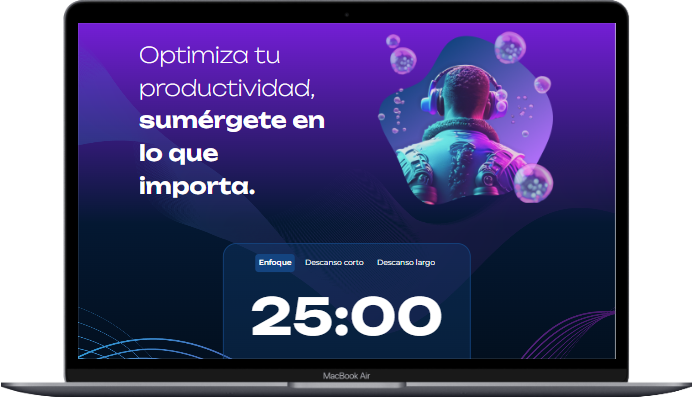 Optimiza tu
productividad,
sumérgete en
lo que
importa.
Enfoque Descanso corto Descanso largo
25:00
MacBook Air